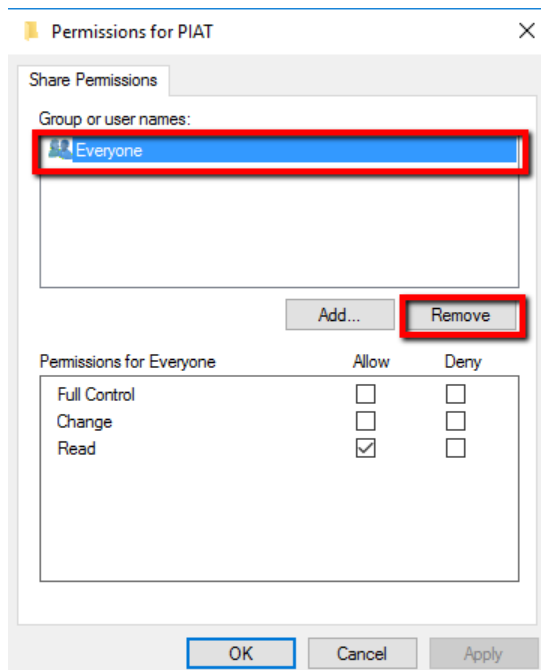 Permissions for PIAT
Share Permissions
Group or user names:
Everyone
Add... Remove
Permissions for Everyone Allow Deny
Full Control
Change
Read
OK Cancel Apply